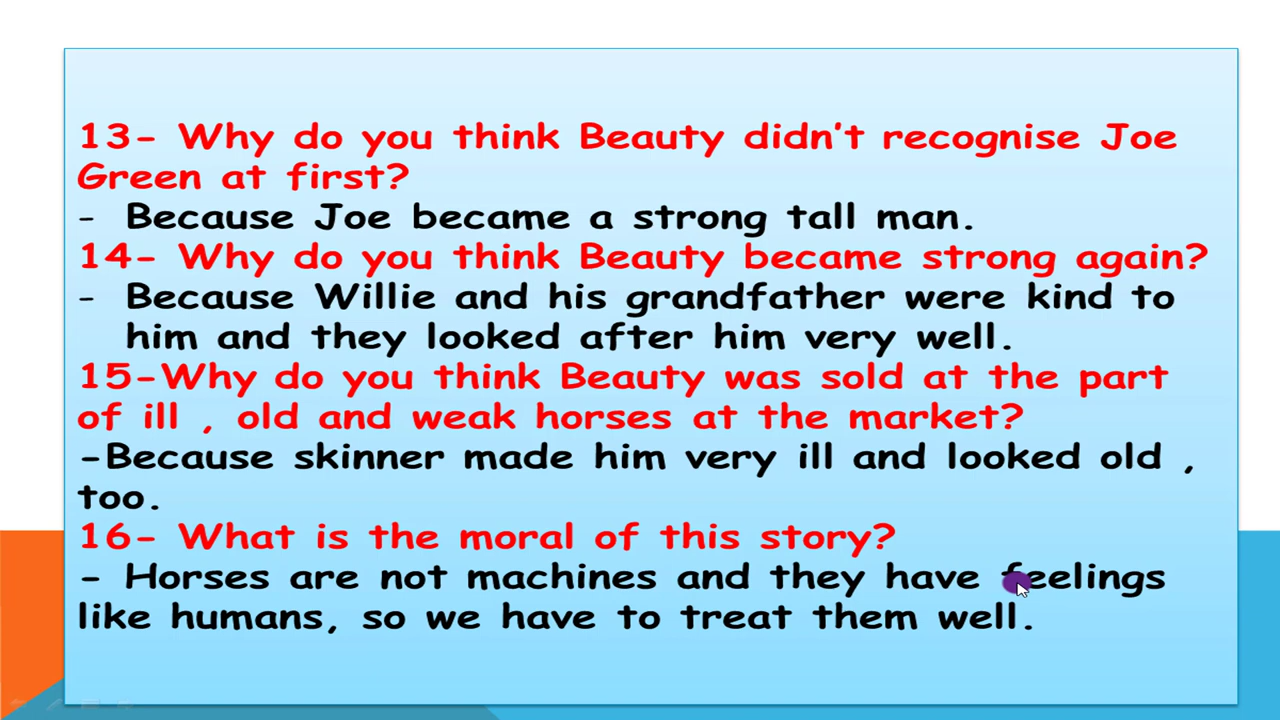 13- Why do you think Beauty didn't recognise Joe
Green at first?
- Because Joe became a strong tall man.
14- Why do you think Beauty became strong again?
- Because Willie and his grandfather were kind to
him and they looked after him very well.
15-Why do you think Beauty was sold at the part
of ill , old and weak horses at the market?
-Because skinner made him very ill and looked old ,
too.
16- What is the moral of this story?
- Horses are not machines and they have feelings
like humans, so we have to treat them well.